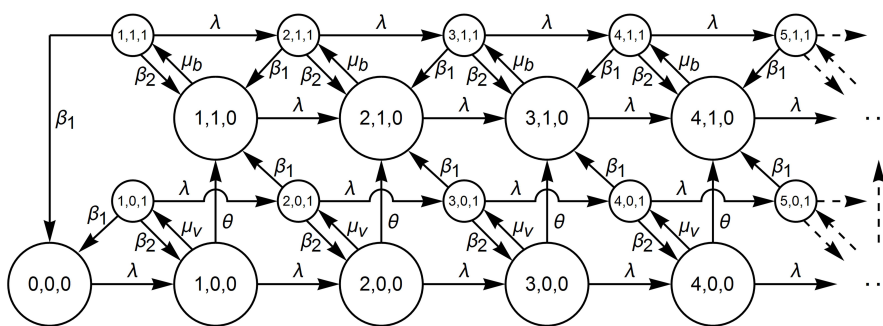 λ λ λ λ
1,1,1 2,1,1 3,1,1 4,1,1 5,1,1
β2 μb β1 β2 μb β1 β2 μb β1 β2 μb β1
β1 1,1,0 λ 2,1,0 λ 3,1,0 λ 4,1,0 λ
β1 β1 β1 β1
1,0,1 λ 2,0,1 λ 3,0,1 λ 4,0,1 λ 5,0,1
β1 β2 μv θ β2 μv θ β2 μv θ β2 μv θ
0,0,0 λ 1,0,0 λ 2,0,0 λ 3,0,0 λ 4,0,0 λ